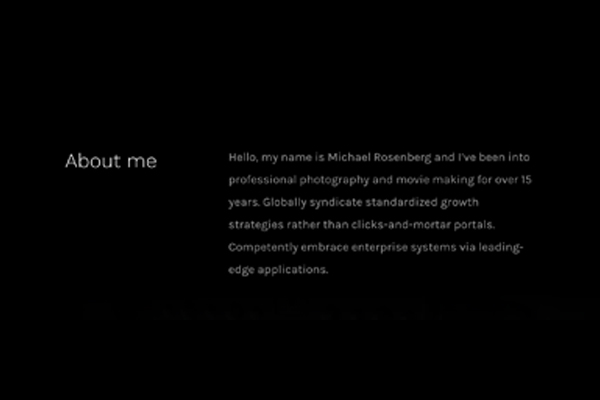 About me
Hello, my name is Michael Rosenberg and I've been into
professional photography and movie making for over 15
years. Globally syndicate standardized growth
strategies rather than clicks-and-mortar portals.
Competently embrace enterprise systems via leading-
edge applications.